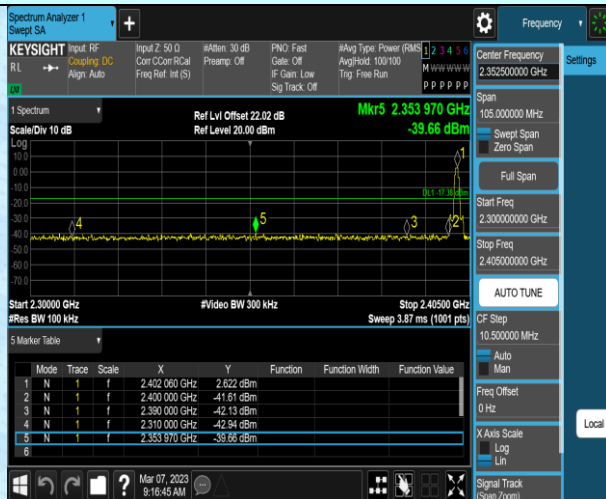 Spectrum Analyzer 1
Swept SA
+
Frequency
KEYSIGHT
RL
LXI
Input: RF
Coupling: DC
Align: Auto
Input Z: 50 Ω
Corr CCorr RCal
Freq Ref: Int (S)
#Atten: 30 dB
Preamp: Off
PNO: Fast
Gate: Off
IF Gain: Low
Sig Track: Off
#Avg Type: Power (RMS
Avg|Hold: 100/100
Trig: Free Run
1 2 3 4 5 6
M W W W W W
P P P P P P
1 Spectrum
Scale/Div 10 dB
Ref Lvl Offset 22.02 dB
Ref Level 20.00 dBm
Mkr5 2.353 970 GHz
-39.66 dBm
Log
10.0
0.00
-10.0
-20.0
-30.0
-40.0
-50.0
-60.0
-70.0
DL1 -17.38 dBm
1
4
5
3
2
Start 2.30000 GHz
#Video BW 300 kHz
Stop 2.40500 GHz
#Res BW 100 kHz
Sweep 3.87 ms (1001 pts)
5 Marker Table
Mode Trace Scale X Y Function Function Width Function Value
1 N 1 f 2.402 060 GHz 2.622 dBm
2 N 1 f 2.400 000 GHz -41.61 dBm
3 N 1 f 2.390 000 GHz -42.13 dBm
4 N 1 f 2.310 000 GHz -42.94 dBm
5 N 1 f 2.353 970 GHz -39.66 dBm
6
?
Mar 07, 2023
9:16:45 AM
Center Frequency
2.352500000 GHz
Settings
Span
105.000000 MHz
Swept Span
Zero Span
Full Span
Start Freq
2.300000000 GHz
Stop Freq
2.405000000 GHz
AUTO TUNE
CF Step
10.500000 MHz
Auto
Man
Freq Offset
0 Hz
Local
X Axis Scale
Log
Lin
Signal Track
(Span Zoom)